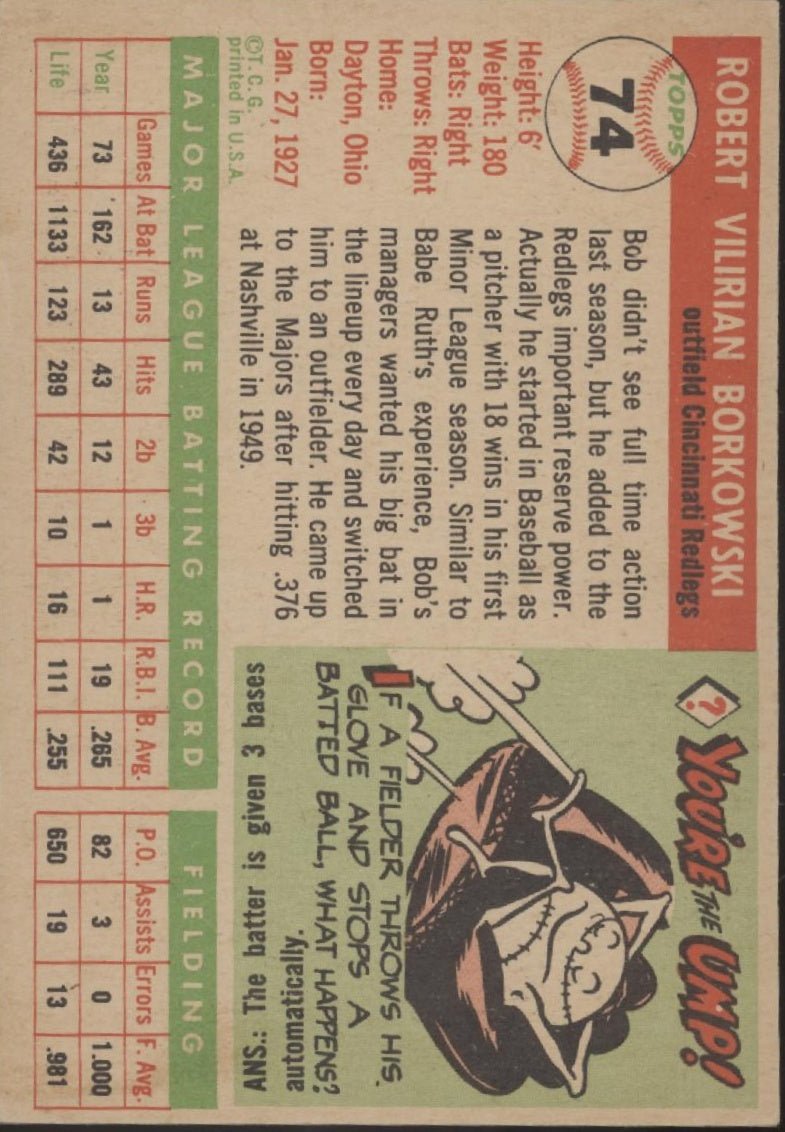 TOPPS
74
ROBERT VILIRIAN BORKOWSKI
outfield Cincinnati Redlegs
Height: 6'
Weight: 180
Bats: Right
Throws: Right
Home:
Dayton, Ohio
Born:
Jan. 27, 1927
©T.C.G.
printed in U.S.A.
Bob didn't see full time action
last season, but he added to the
Redlegs important reserve power.
Actually he started in Baseball as
a pitcher with 18 wins in his first
Minor League season. Similar to
Babe Ruth's experience, Bob's
managers wanted his big bat in
the lineup every day and switched
him to an outfielder. He came up
to the Majors after hitting .376
at Nashville in 1949.
? YOU'RE THE UMP!
IF A FIELDER THROWS HIS
GLOVE AND STOPS A
BATTED BALL, WHAT HAPPENS?
ANS.: The batter is given 3 bases
automatically.
MAJOR LEAGUE BATTING RECORD FIELDING
Games At Bat Runs Hits 2b 3b H.R. R.B.I. B. Avg. P.O. Assists Errors F. Avg.
Year 73 162 13 43 12 1 1 19 .265 82 3 0 1.000
Life 436 1133 123 289 42 10 16 111 .255 650 19 13 .981